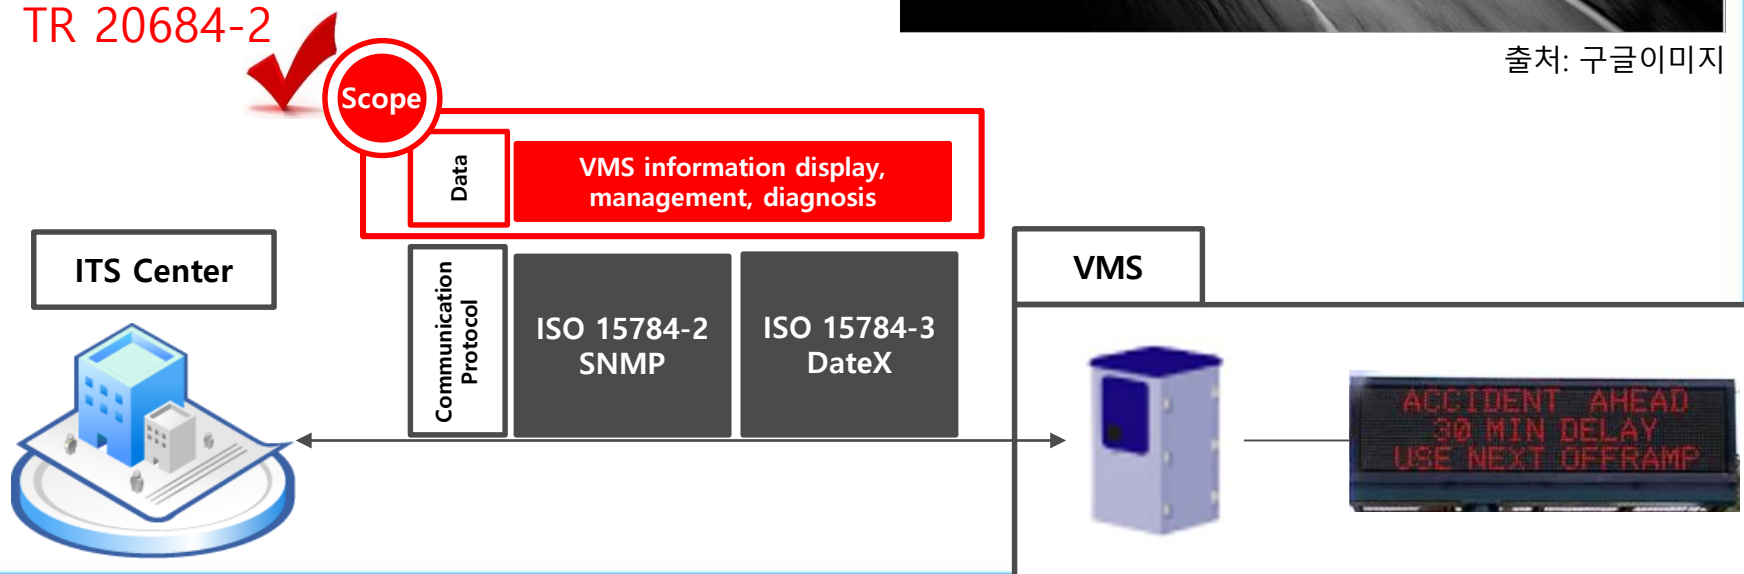 TR 20684-2
출처: 구글이미지
Scope
Data
VMS information display,
management, diagnosis
ITS Center
Communication
Protocol
ISO 15784-2
SNMP
ISO 15784-3
DateX
VMS
ACCIDENT AHEAD
30 MIN DELAY
USE NEXT OFFRAMP